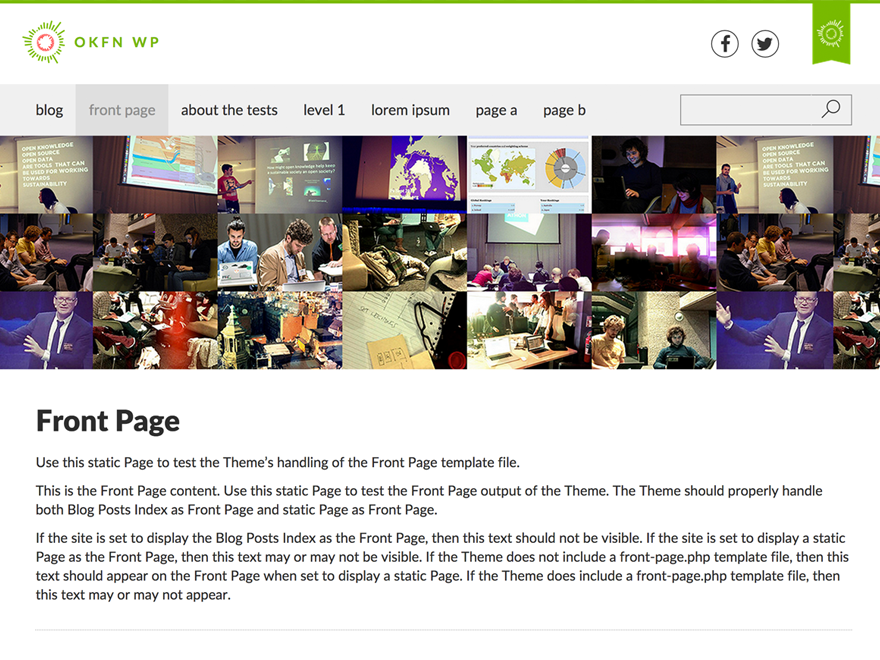 OKFN WP
blog
front page
about the tests
level 1
lorem ipsum
page a
page b
OPEN KNOWLEDGE
OPEN SOURCE
OPEN DATA
ARE TOOLS THAT CAN
BE USED FOR WORKING
TOWARDS
SUSTAINABILITY
OPEN KNOWLEDGE
OPEN SOURCE
OPEN DATA
ARE TOOLS THAT CAN
BE USED FOR WORKING
TOWARDS
SUSTAINABILITY
Front Page
Use this static Page to test the Theme's handling of the Front Page template file.
This is the Front Page content. Use this static Page to test the Front Page output of the Theme. The Theme should properly handle
both Blog Posts Index as Front Page and static Page as Front Page.
If the site is set to display the Blog Posts Index as the Front Page, then this text should not be visible. If the site is set to display a static
Page as the Front Page, then this text may or may not be visible. If the Theme does not include a front-page.php template file, then this
text should appear on the Front Page when set to display a static Page. If the Theme does include a front-page.php template file, then
this text may or may not appear.